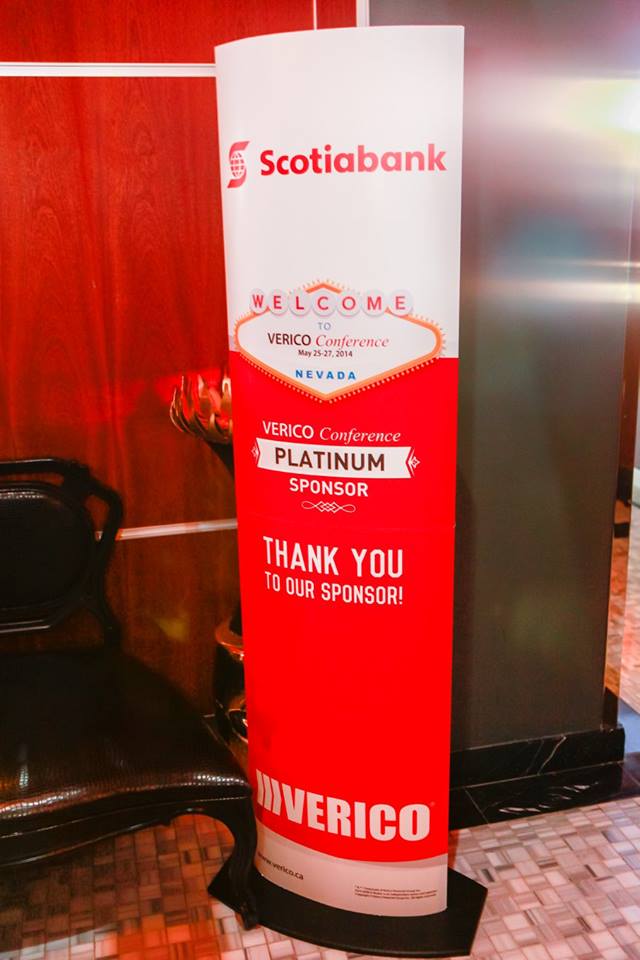 Scotiabank
WELCOME
TO
VERICO Conference
May 25-27, 2014
NEVADA
VERICO Conference
PLATINUM
SPONSOR
THANK YOU
TO OUR SPONSOR!
VERICO
www.verico.ca